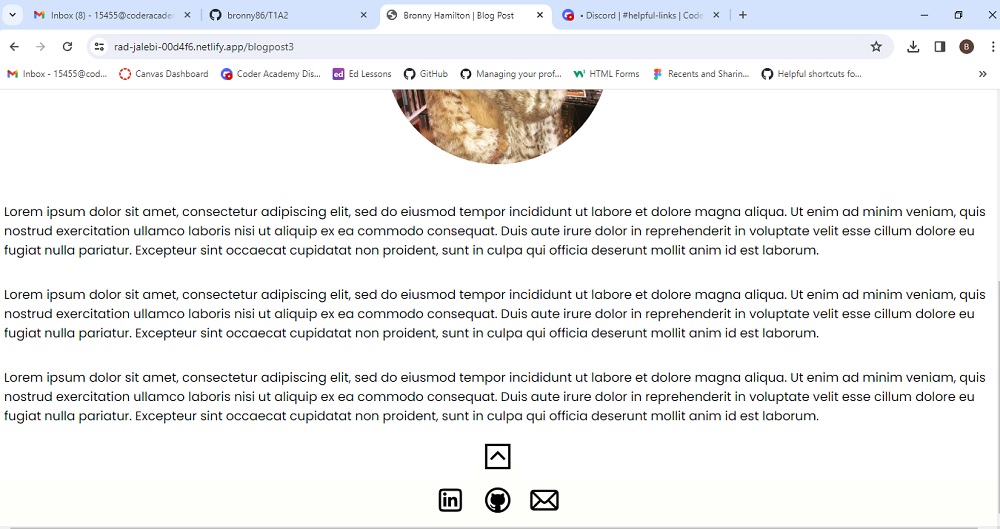 Inbox (8) - 15455@coderacade
bronny86/T1A2
Bronny Hamilton | Blog Post
• Discord | #helpful-links | Code
rad-jalebi-00d4f6.netlify.app/blogpost3
B
Inbox - 15455@cod...
Canvas Dashboard
Coder Academy Dis...
ed
Ed Lessons
GitHub
Managing your prof...
HTML Forms
Recents and Sharin...
Helpful shortcuts fo...
Lorem ipsum dolor sit amet, consectetur adipiscing elit, sed do eiusmod tempor incididunt ut labore et dolore magna aliqua. Ut enim ad minim veniam, quis
nostrud exercitation ullamco laboris nisi ut aliquip ex ea commodo consequat. Duis aute irure dolor in reprehenderit in voluptate velit esse cillum dolore eu
fugiat nulla pariatur. Excepteur sint occaecat cupidatat non proident, sunt in culpa qui officia deserunt mollit anim id est laborum.
Lorem ipsum dolor sit amet, consectetur adipiscing elit, sed do eiusmod tempor incididunt ut labore et dolore magna aliqua. Ut enim ad minim veniam, quis
nostrud exercitation ullamco laboris nisi ut aliquip ex ea commodo consequat. Duis aute irure dolor in reprehenderit in voluptate velit esse cillum dolore eu
fugiat nulla pariatur. Excepteur sint occaecat cupidatat non proident, sunt in culpa qui officia deserunt mollit anim id est laborum.
Lorem ipsum dolor sit amet, consectetur adipiscing elit, sed do eiusmod tempor incididunt ut labore et dolore magna aliqua. Ut enim ad minim veniam, quis
nostrud exercitation ullamco laboris nisi ut aliquip ex ea commodo consequat. Duis aute irure dolor in reprehenderit in voluptate velit esse cillum dolore eu
fugiat nulla pariatur. Excepteur sint occaecat cupidatat non proident, sunt in culpa qui officia deserunt mollit anim id est laborum.
in